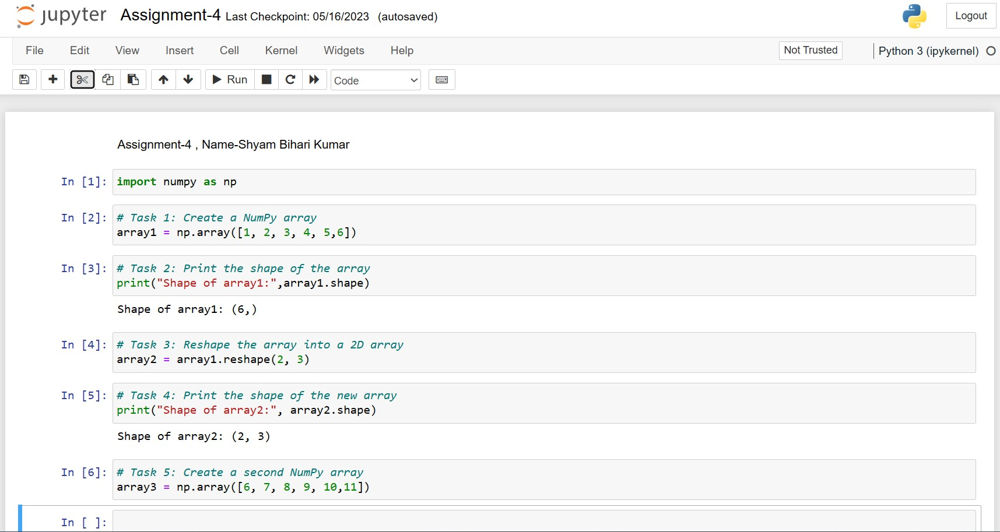 jupyter Assignment-4 Last Checkpoint: 05/16/2023 (autosaved) Logout
File Edit View Insert Cell Kernel Widgets Help Not Trusted Python 3 (ipykernel)
Run Code
Assignment-4 , Name-Shyam Bihari Kumar
In [1]: import numpy as np
In [2]: # Task 1: Create a NumPy array
array1 = np.array([1, 2, 3, 4, 5,6])
In [3]: # Task 2: Print the shape of the array
print("Shape of array1:",array1.shape)
Shape of array1: (6,)
In [4]: # Task 3: Reshape the array into a 2D array
array2 = array1.reshape(2, 3)
In [5]: # Task 4: Print the shape of the new array
print("Shape of array2:", array2.shape)
Shape of array2: (2, 3)
In [6]: # Task 5: Create a second NumPy array
array3 = np.array([6, 7, 8, 9, 10,11])
In [ ]: